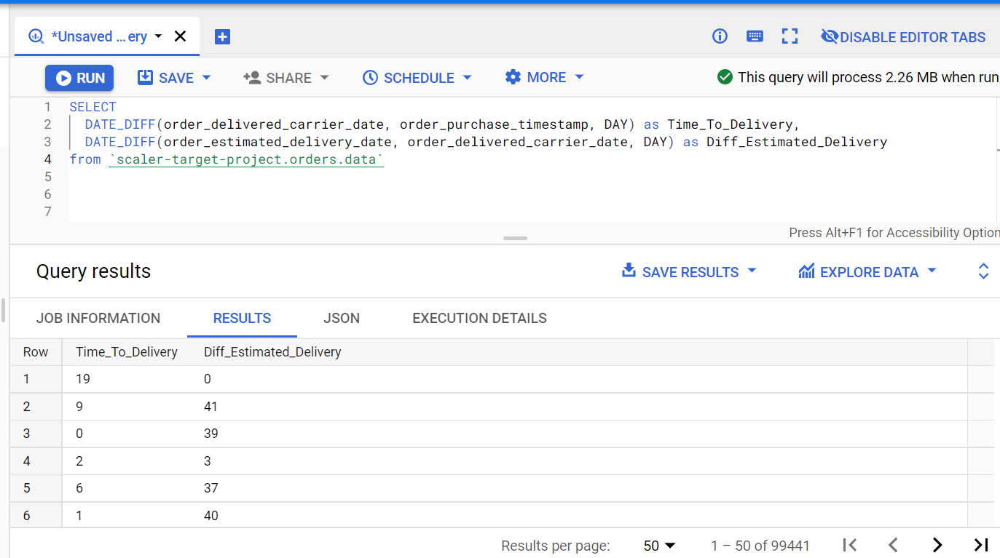 *Unsaved ... ery
DISABLE EDITOR TABS
RUN SAVE SHARE SCHEDULE MORE This query will process 2.26 MB when run
1 SELECT
2 DATE_DIFF(order_delivered_carrier_date, order_purchase_timestamp, DAY) as Time_To_Delivery,
3 DATE_DIFF(order_estimated_delivery_date, order_delivered_carrier_date, DAY) as Diff_Estimated_Delivery
4 from `scaler-target-project.orders.data`
5
6
7
Press Alt+F1 for Accessibility Option
Query results SAVE RESULTS EXPLORE DATA
JOB INFORMATION RESULTS JSON EXECUTION DETAILS
Row Time_To_Delivery Diff_Estimated_Delivery
1 19 0
2 9 41
3 0 39
4 2 3
5 6 37
6 1 40
Results per page: 50 1 – 50 of 99441